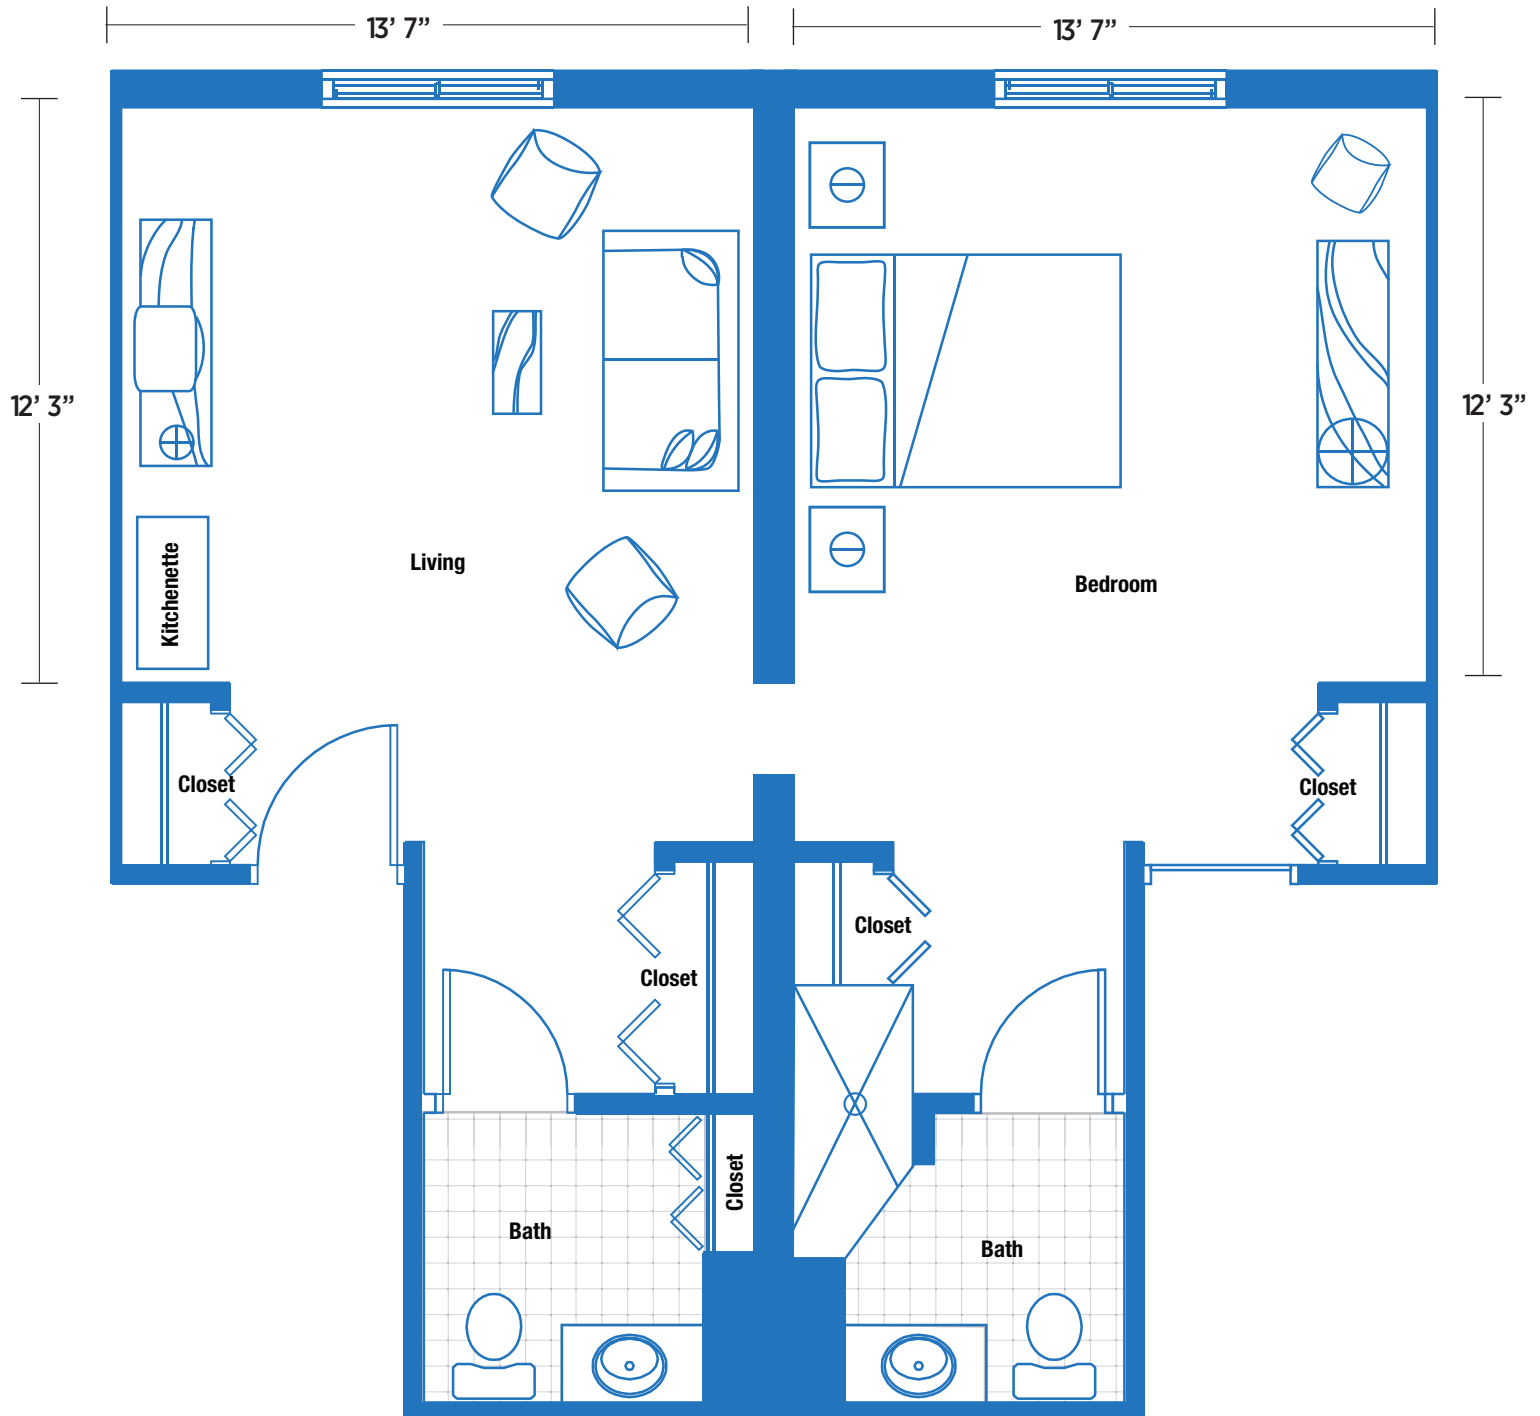 13’ 7”
13’ 7”
12’ 3”
12’ 3”
Living
Kitchenette
Bedroom
Closet
Closet
Closet
Closet
Closet
Bath
Bath